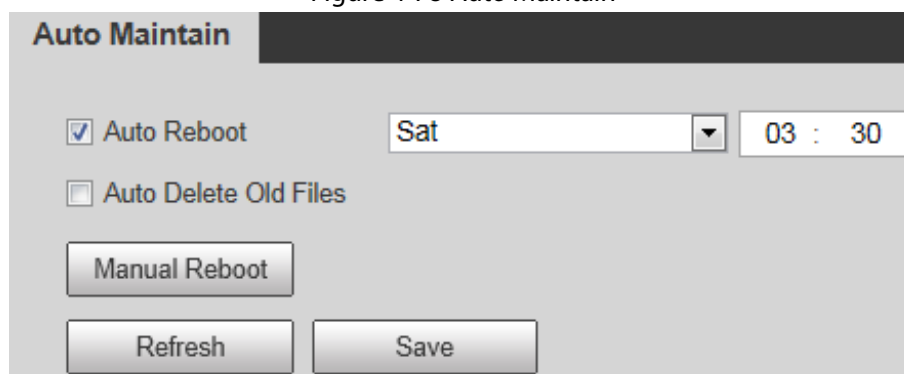 Auto Maintain
Auto Reboot Sat 03 : 30
Auto Delete Old Files
Manual Reboot
Refresh Save